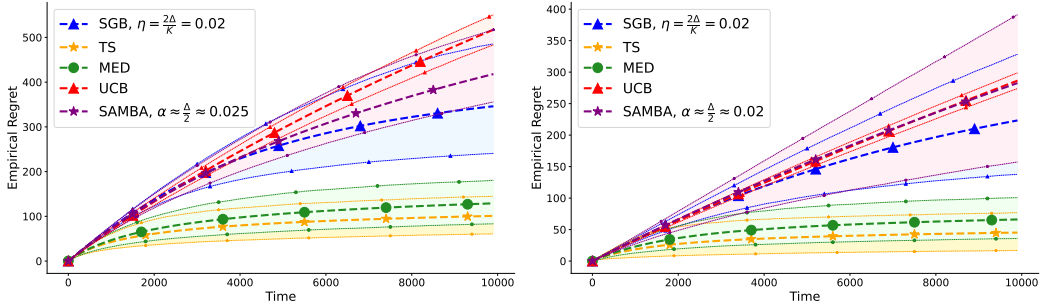 Empirical Regret
500
400
300
200
100
0
SGB, η = 2Δ/K = 0.02
TS
MED
UCB
SAMBA, α ≈ Δ/2 ≈ 0.025
0 2000 4000 6000 8000 10000
Time
Empirical Regret
400
350
300
250
200
150
100
50
0
SGB, η = 2Δ/K = 0.02
TS
MED
UCB
SAMBA, α ≈ Δ/2 ≈ 0.02
0 2000 4000 6000 8000 10000
Time